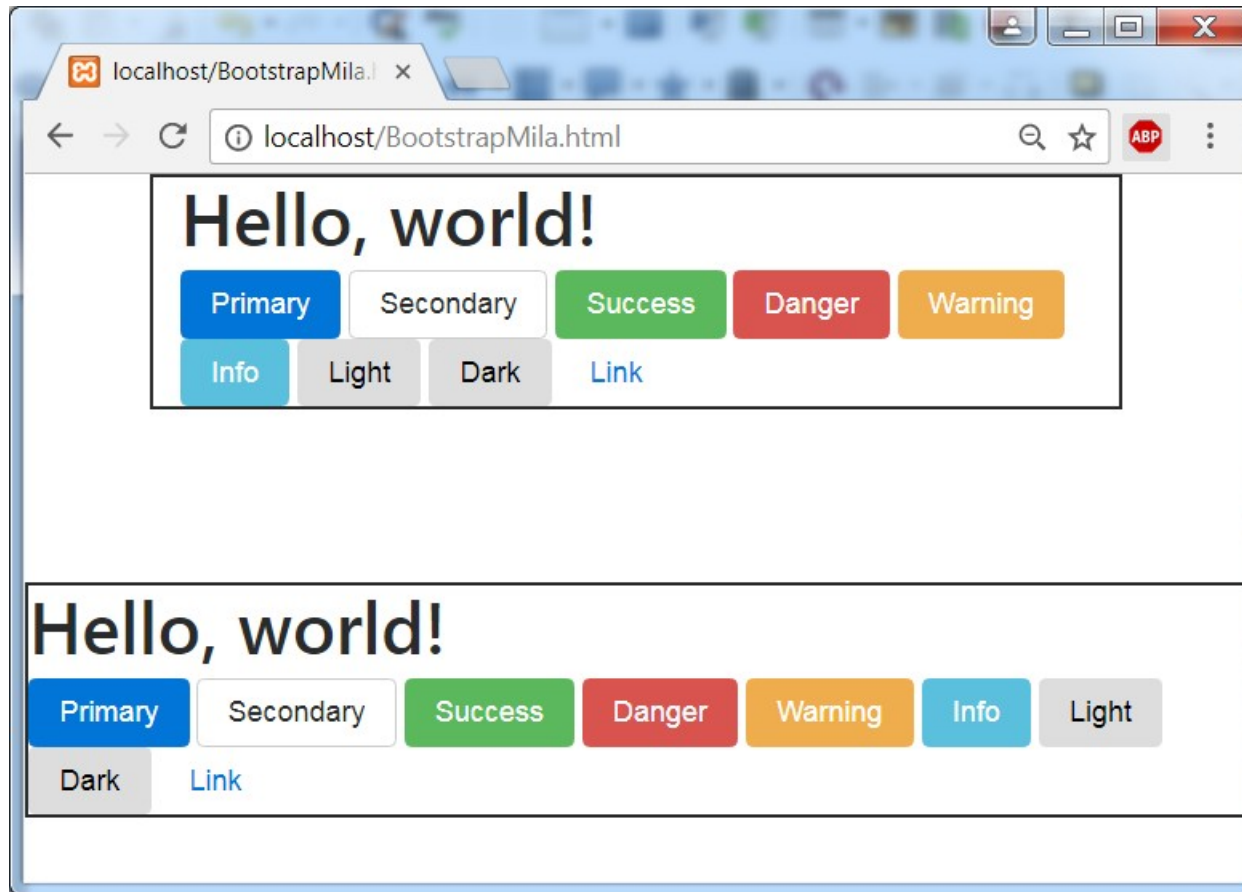 localhost/BootstrapMila.
localhost/BootstrapMila.html
ABP
Hello, world!
Primary Secondary Success Danger Warning
Info Light Dark Link
Hello, world!
Primary Secondary Success Danger Warning Info Light
Dark Link